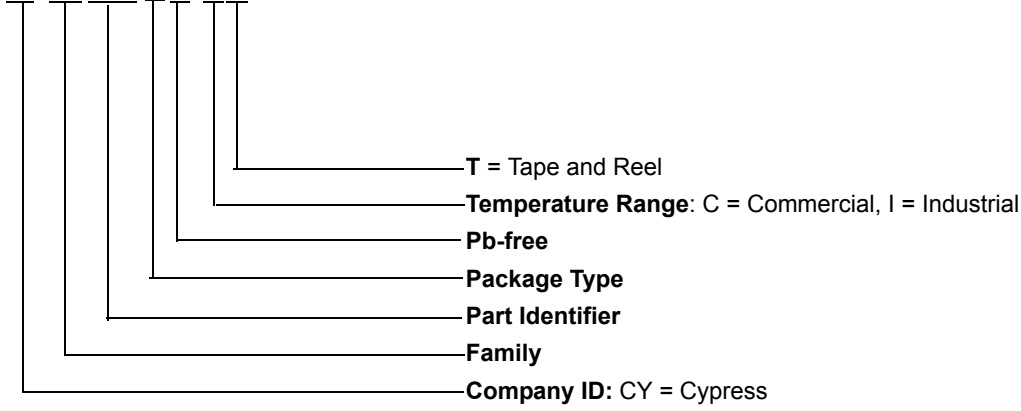 T = Tape and Reel
Temperature Range: C = Commercial, I = Industrial
Pb-free
Package Type
Part Identifier
Family
Company ID: CY = Cypress